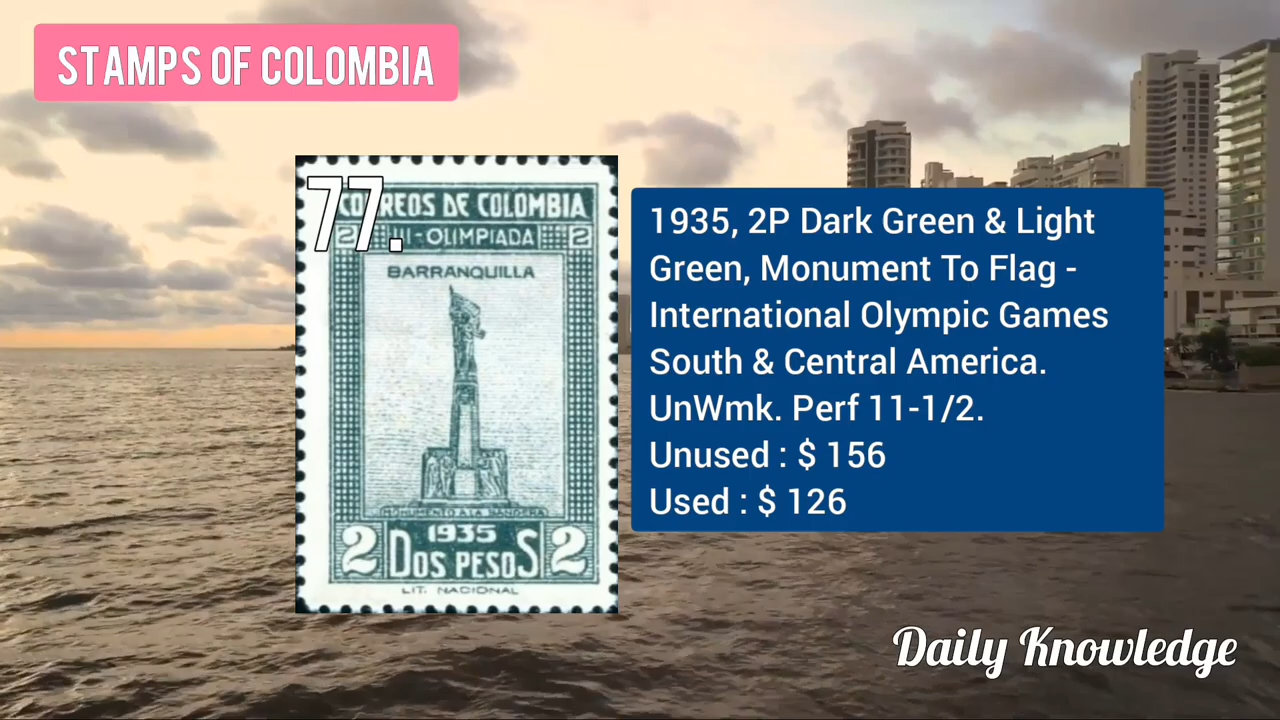 STAMPS OF COLOMBIA
77.
CORREOS DE COLOMBIA
2 III-OLIMPIADA 2
BARRANQUILLA
MONUMENTO A LA BANDERA
1935
2 DOS PESOS 2
LIT. NACIONAL
1935, 2P Dark Green & Light
Green, Monument To Flag -
International Olympic Games
South & Central America.
UnWmk. Perf 11-1/2.
Unused : $ 156
Used : $ 126
Daily Knowledge